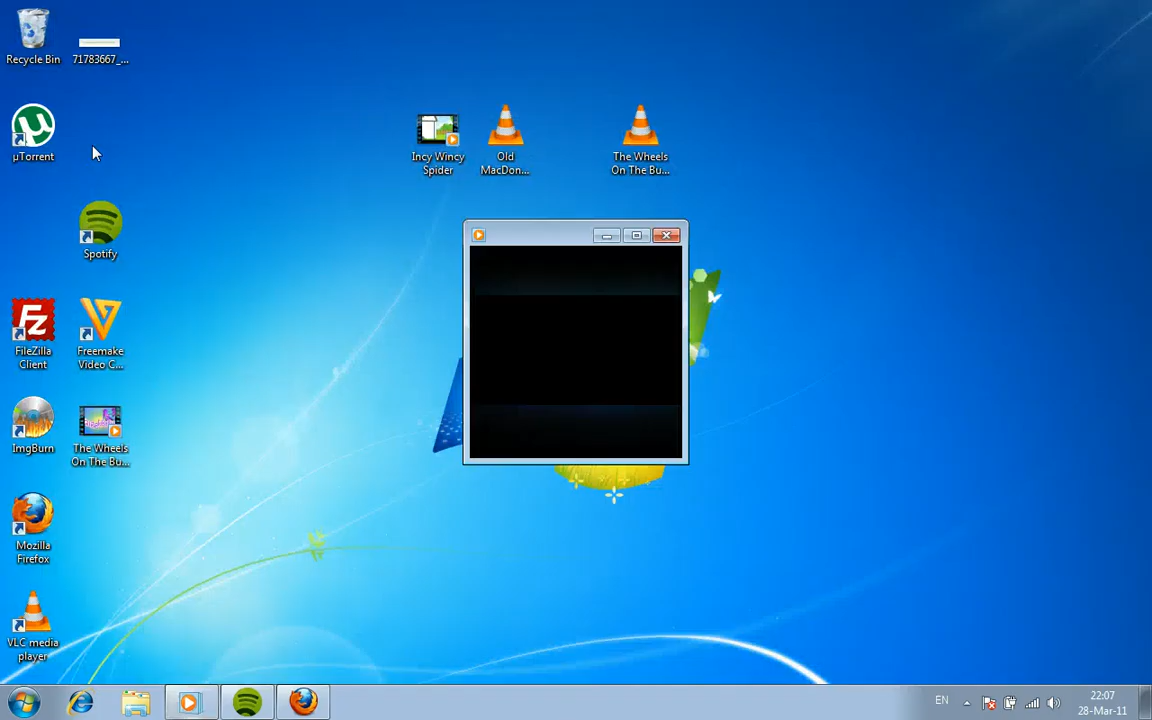 Recycle Bin
71783667_...
µTorrent
Incy Wincy
Spider
Old
MacDon...
The Wheels
On The Bu...
Spotify
FileZilla
Client
Freemake
Video C...
ImgBurn
The Wheels
On The Bu...
Mozilla
Firefox
VLC media
player
EN
22:07
28-Mar-11